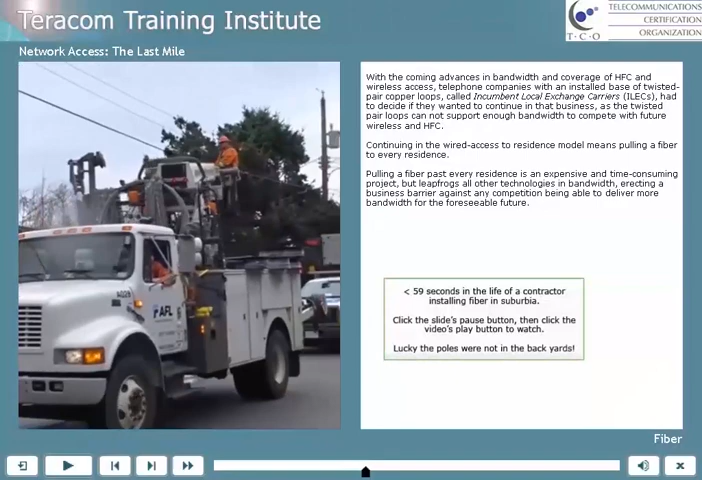 Teracom Training Institute
TELECOMMUNICATIONS
CERTIFICATION
ORGANIZATION
T·C·O
Network Access: The Last Mile
With the coming advances in bandwidth and coverage of HFC and
wireless access, telephone companies with an installed base of twisted-
pair copper loops, called Incumbent Local Exchange Carriers (ILECs), had
to decide if they wanted to continue in that business, as the twisted
pair loops can not support enough bandwidth to compete with future
wireless and HFC.
Continuing in the wired-access to residence model means pulling a fiber
to every residence.
Pulling a fiber past every residence is an expensive and time-consuming
project, but leapfrogs all other technologies in bandwidth, erecting a
business barrier against any competition being able to deliver more
bandwidth for the foreseeable future.
AFL
< 59 seconds in the life of a contractor
installing fiber in suburbia.
Click the slide's pause button, then click the
video's play button to watch.
Lucky the poles were not in the back yards!
Fiber